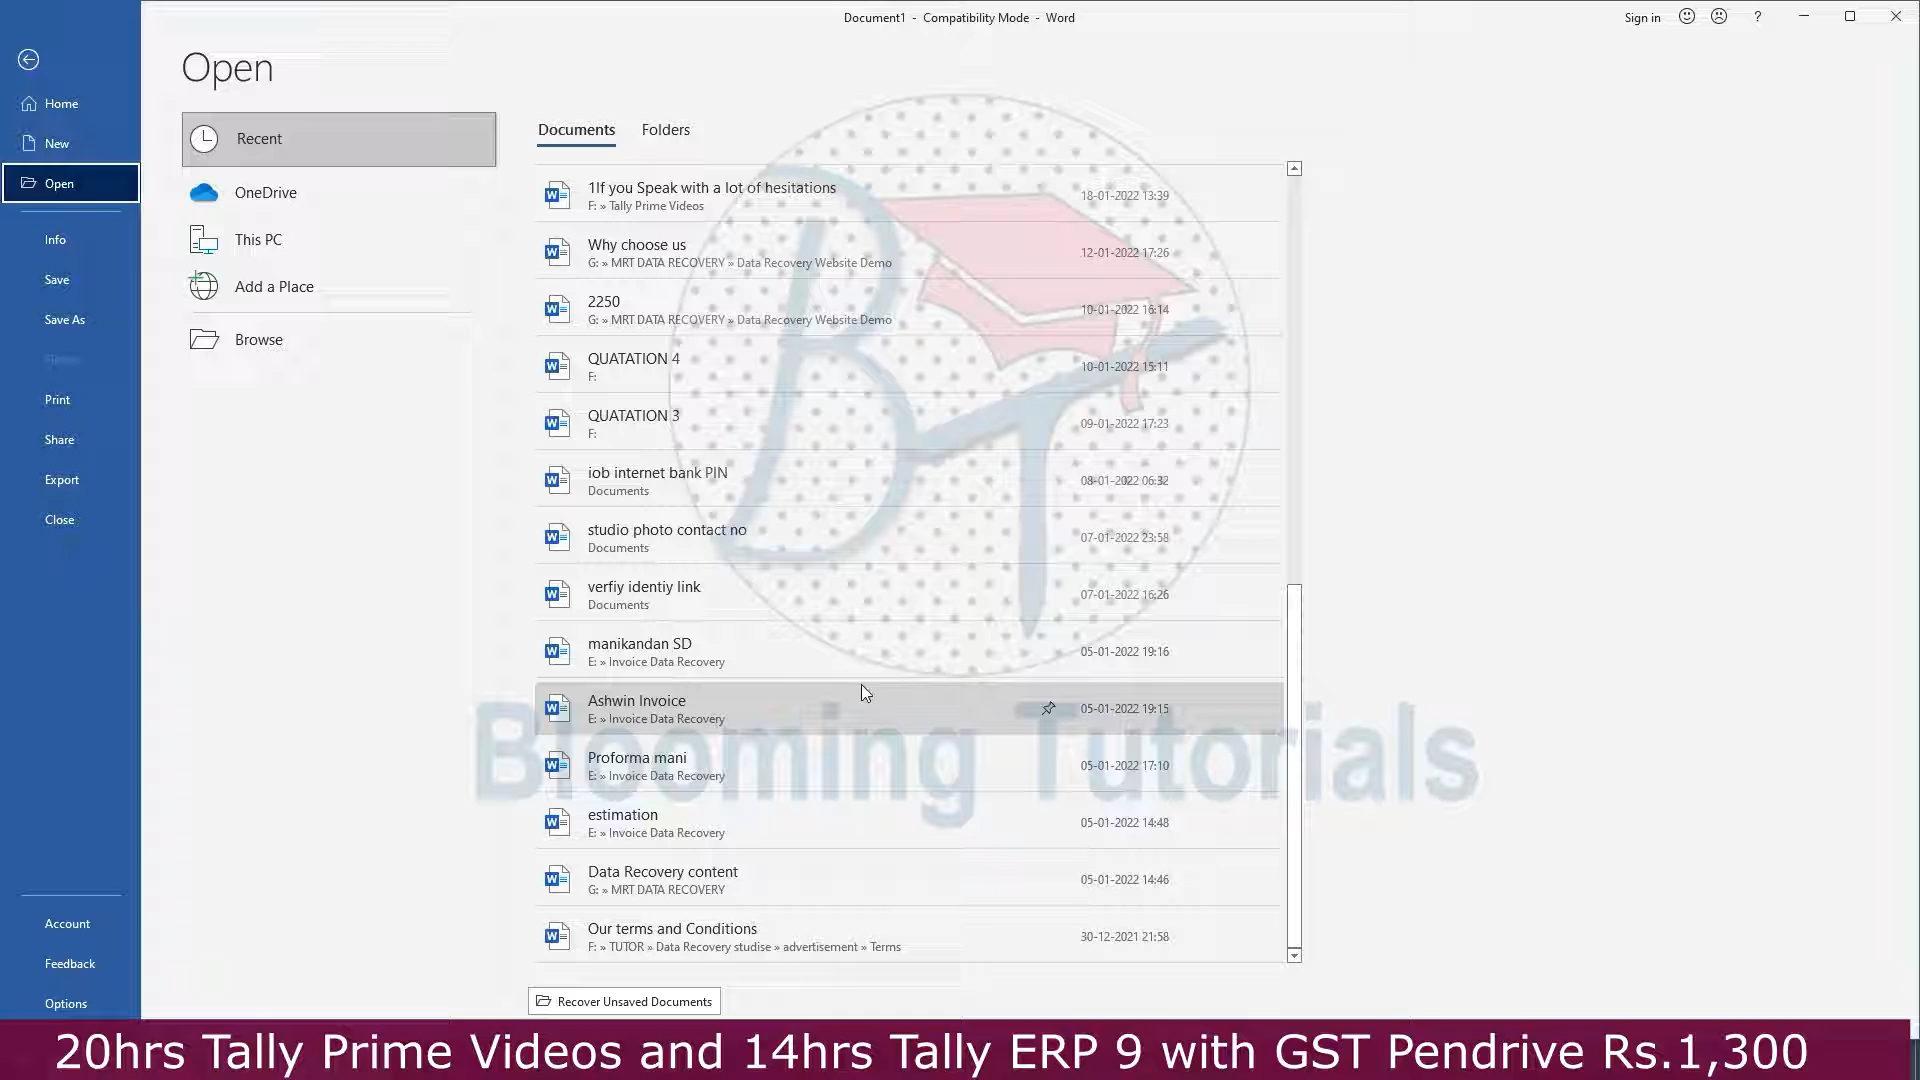 Document1 - Compatibility Mode - Word
Sign in
?
Open
Home
New
Open
Info
Save
Save As
Print
Share
Export
Close
Account
Feedback
Options
Recent
OneDrive
This PC
Add a Place
Browse
Documents Folders
1If you Speak with a lot of hesitations
F: » Tally Prime Videos
18-01-2022 13:39
Why choose us
G: » MRT DATA RECOVERY » Data Recovery Website Demo
12-01-2022 17:26
2250
G: » MRT DATA RECOVERY » Data Recovery Website Demo
10-01-2022 16:14
QUATATION 4
F:
10-01-2022 15:11
QUATATION 3
F:
09-01-2022 17:23
iob internet bank PIN
Documents
08-01-2022 06:32
studio photo contact no
Documents
07-01-2022 23:58
verfiy identiy link
Documents
07-01-2022 16:26
manikandan SD
E: » Invoice Data Recovery
05-01-2022 19:16
Ashwin Invoice
E: » Invoice Data Recovery
05-01-2022 19:15
Proforma mani
E: » Invoice Data Recovery
05-01-2022 17:10
estimation
E: » Invoice Data Recovery
05-01-2022 14:48
Data Recovery content
G: » MRT DATA RECOVERY
05-01-2022 14:46
Our terms and Conditions
F: » TUTOR » Data Recovery studise » advertisement » Terms
30-12-2021 21:58
Recover Unsaved Documents
BT
Blooming Tutorials
20hrs Tally Prime Videos and 14hrs Tally ERP 9 with GST Pendrive Rs.1,300